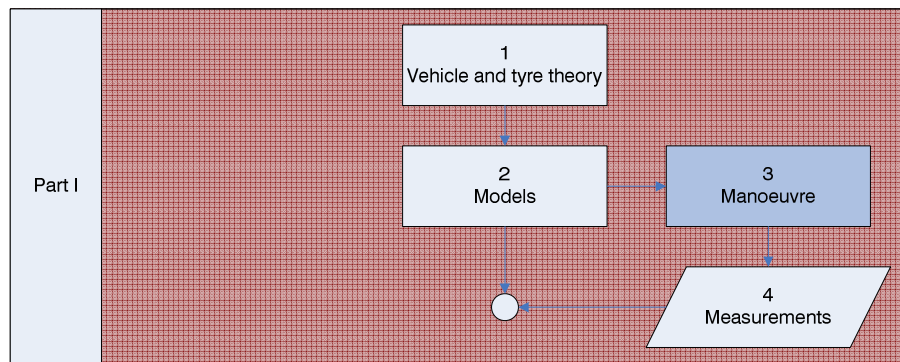 Part I
1
Vehicle and tyre theory
2
Models
3
Manoeuvre
4
Measurements